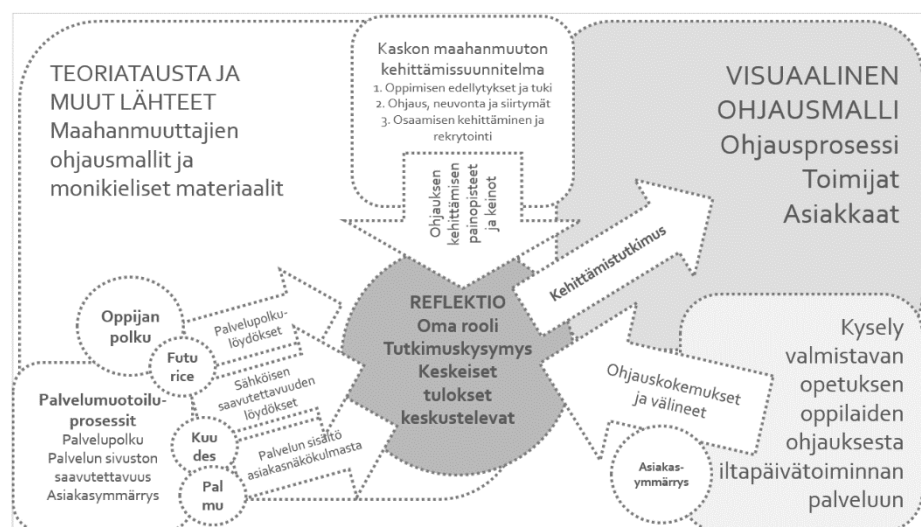 TEORIATAUSTA JA
MUUT LÄHTEET
Maahanmuuttajien
ohjausmallit ja
monikieliset materiaalit
Kaskon maahanmuuton
kehittämissuunnitelma
1. Oppimisen edellytykset ja tuki
2. Ohjaus, neuvonta ja siirtymät
3. Osaamisen kehittäminen ja
rekrytointi
Ohjauksen
kehittämisen
painopisteet
ja keinot
VISUAALINEN
OHJAUSMALLI
Ohjausprosessi
Toimijat
Asiakkaat
Kehittämistutkimus
REFLEKTIO
Oma rooli
Tutkimuskysymys
Keskeiset
tulokset
keskustelevat
Oppijan
polku
Futu
rice
Palvelumuotoilu-
prosessit
Palvelupolku
Palvelun sivuston
saavutettavuus
Asiakasymmärrys
Kuu
des
Pal
mu
Palvelupolku-
löydökset
Sähköisen
saavutettavuuden
löydökset
Palvelun sisältö
asiakasnäkökulmasta
Ohjauskokemukset
ja välineet
Asiakas-
ymmärrys
Kysely
valmistavan
opetuksen
oppilaiden
ohjauksesta
iltapäivätoiminnan
palveluun